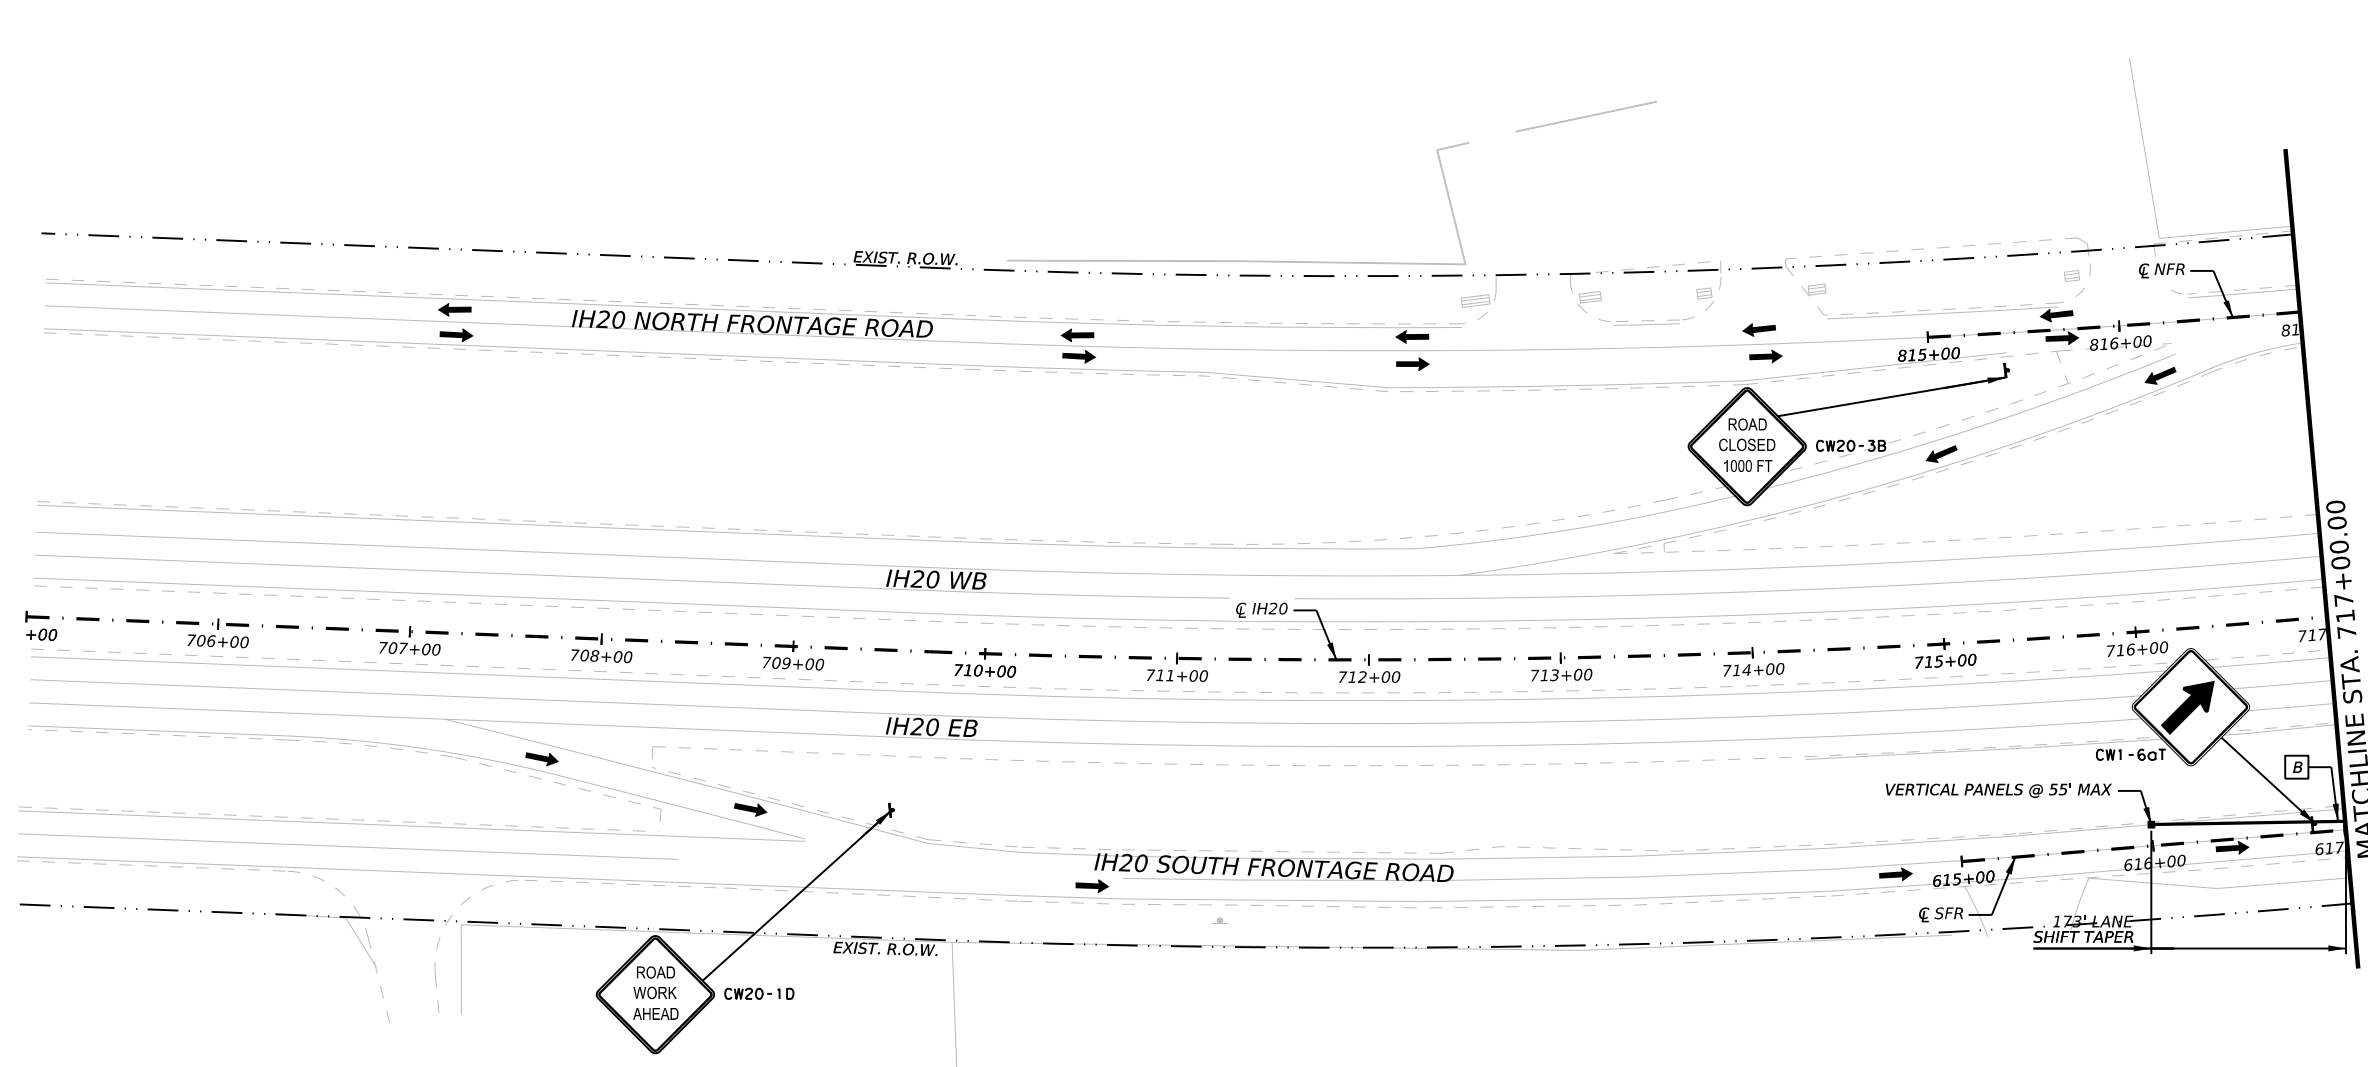 EXIST. R.O.W.
℄ NFR
IH20 NORTH FRONTAGE ROAD
81
816+00
815+00
ROAD
CLOSED
1000 FT
CW20-3B
IH20 WB
℄ IH20
+00
706+00
707+00
708+00
709+00
710+00
711+00
712+00
713+00
714+00
715+00
716+00
717
MATCHLINE STA. 717+00.00
IH20 EB
CW1-6aT
B
VERTICAL PANELS @ 55' MAX
IH20 SOUTH FRONTAGE ROAD
615+00
616+00
617
℄ SFR
173' LANE
SHIFT TAPER
EXIST. R.O.W.
ROAD
WORK
AHEAD
CW20-1D